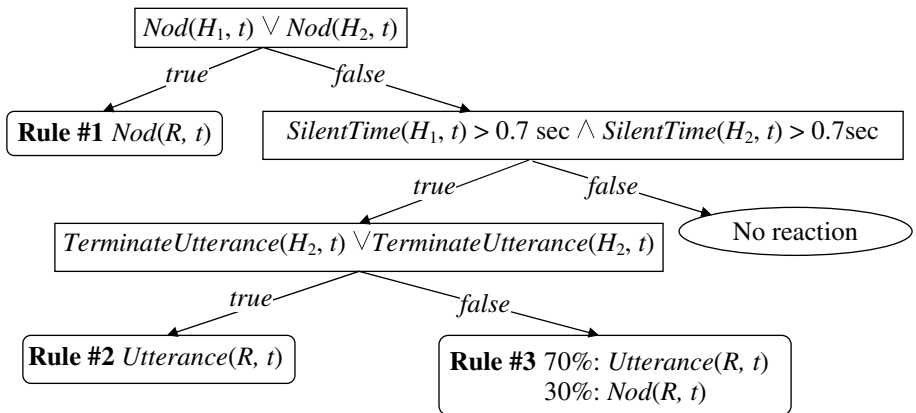 Nod(H₁, t) ∨ Nod(H₂, t)
true
false
Rule #1 Nod(R, t)
SilentTime(H₁, t) > 0.7 sec ∧ SilentTime(H₂, t) > 0.7sec
true
false
No reaction
TerminateUtterance(H₂, t) ∨TerminateUtterance(H₂, t)
true
false
Rule #2 Utterance(R, t)
Rule #3 70%: Utterance(R, t)
30%: Nod(R, t)